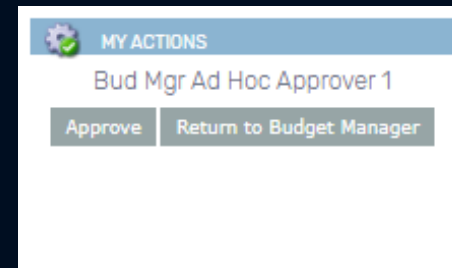 MY ACTIONS
Bud Mgr Ad Hoc Approver 1
Approve Return to Budget Manager